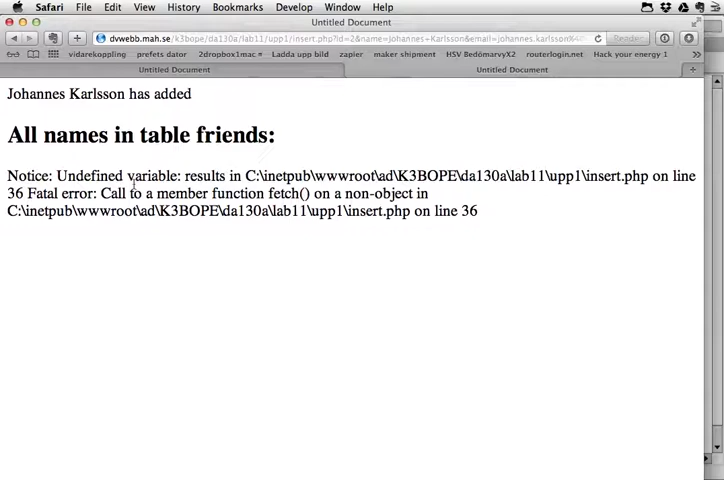 Safari File Edit View History Bookmarks Develop Window Help
Untitled Document
dvwebb.mah.se/k3bope/da130a/lab11/upp1/insert.php?id=2&name=Johannes+Karlsson&email=johannes.karlsson%4 Reader
vidarekoppling prefets dator 2dropbox1mac Ladda upp bild zapier maker shipment HSV BedömarvyX2 routerlogin.net Hack your energy 1 »
Untitled Document Untitled Document +
Johannes Karlsson has added
All names in table friends:
Notice: Undefined variable: results in C:\inetpub\wwwroot\ad\K3BOPE\da130a\lab11\upp1\insert.php on line
36 Fatal error: Call to a member function fetch() on a non-object in
C:\inetpub\wwwroot\ad\K3BOPE\da130a\lab11\upp1\insert.php on line 36